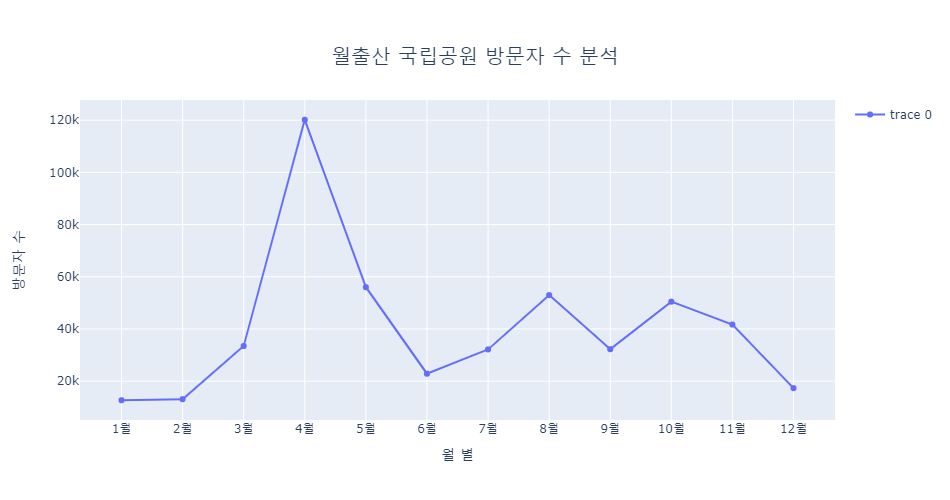 월출산 국립공원 방문자 수 분석
trace 0
120k
100k
80k
60k
40k
20k
방문자 수
1월 2월 3월 4월 5월 6월 7월 8월 9월 10월 11월 12월
월 별